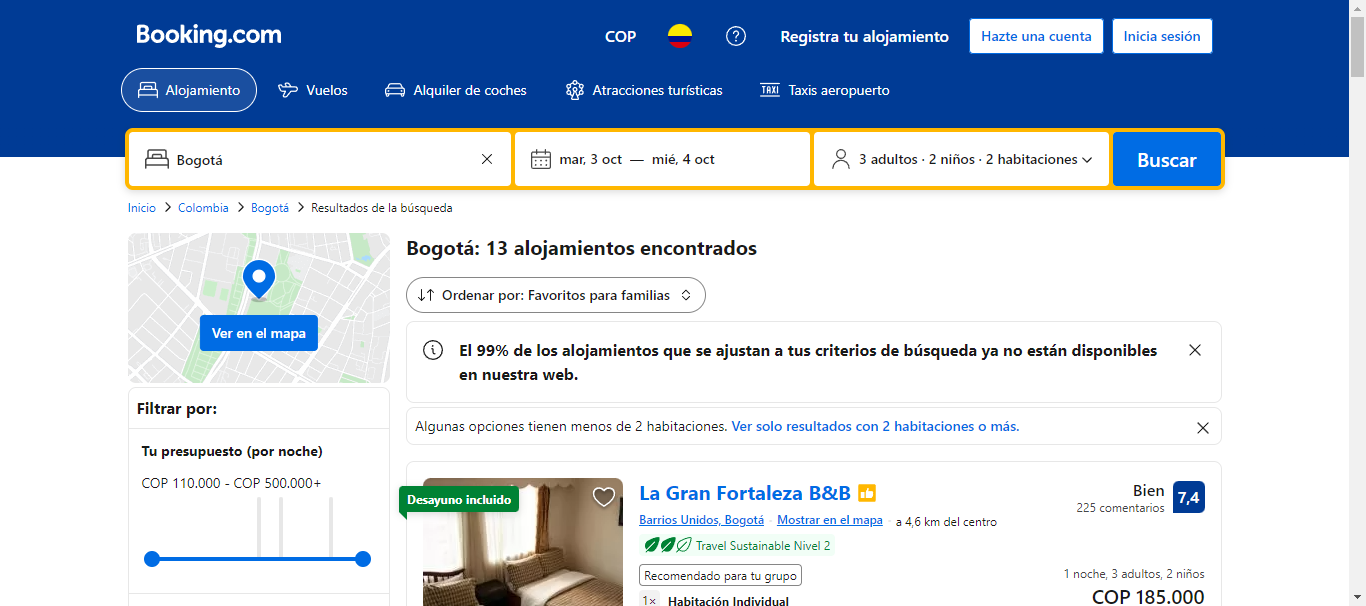 Booking.com
COP
Registra tu alojamiento
Hazte una cuenta
Inicia sesión
Alojamiento
Vuelos
Alquiler de coches
Atracciones turísticas
TAXI
Taxis aeropuerto
Bogotá
mar, 3 oct — mié, 4 oct
3 adultos · 2 niños · 2 habitaciones
Buscar
Inicio > Colombia > Bogotá > Resultados de la búsqueda
Ver en el mapa
Filtrar por:
Tu presupuesto (por noche)
COP 110.000 - COP 500.000+
Bogotá: 13 alojamientos encontrados
Ordenar por: Favoritos para familias
El 99% de los alojamientos que se ajustan a tus criterios de búsqueda ya no están disponibles
en nuestra web.
Algunas opciones tienen menos de 2 habitaciones. Ver solo resultados con 2 habitaciones o más.
Desayuno incluido
La Gran Fortaleza B&B
Barrios Unidos, Bogotá · Mostrar en el mapa · a 4,6 km del centro
Travel Sustainable Nivel 2
Recomendado para tu grupo
1× Habitación Individual
Bien
225 comentarios
7,4
1 noche, 3 adultos, 2 niños
COP 185.000